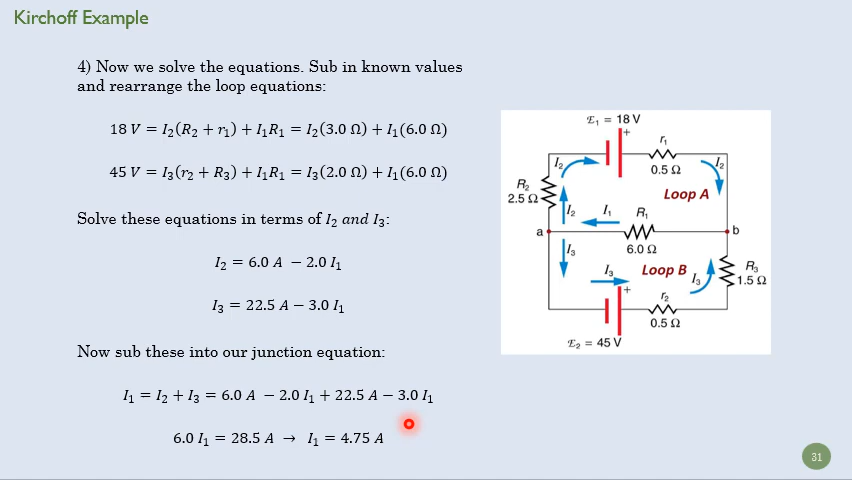 Kirchoff Example
4) Now we solve the equations. Sub in known values
and rearrange the loop equations:
18 V = I₂(R₂ + r₁) + I₁R₁ = I₂(3.0 Ω) + I₁(6.0 Ω)
45 V = I₃(r₂ + R₃) + I₁R₁ = I₃(2.0 Ω) + I₁(6.0 Ω)
Solve these equations in terms of I₂ and I₃:
I₂ = 6.0 A − 2.0 I₁
I₃ = 22.5 A − 3.0 I₁
Now sub these into our junction equation:
I₁ = I₂ + I₃ = 6.0 A − 2.0 I₁ + 22.5 A − 3.0 I₁
6.0 I₁ = 28.5 A → I₁ = 4.75 A
ℰ₁ = 18 V
+
r₁
I₂
I₂
0.5 Ω
R₂
2.5 Ω
Loop A
I₂
I₁
R₁
a
b
6.0 Ω
I₃
I₃
Loop B
I₃
R₃
1.5 Ω
+
r₂
0.5 Ω
ℰ₂ = 45 V
31